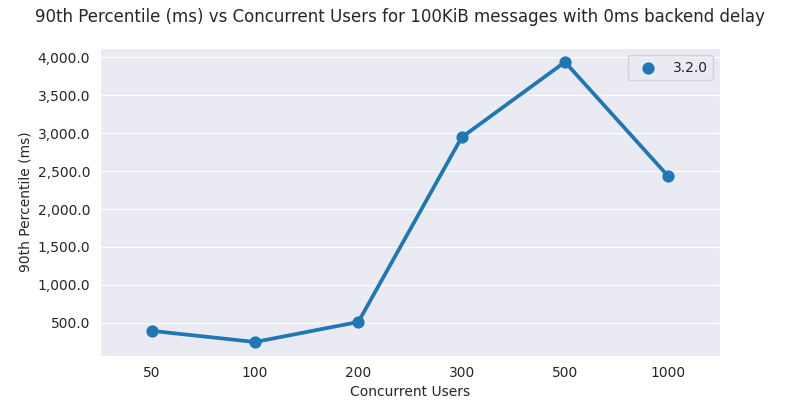 90th Percentile (ms) vs Concurrent Users for 100KiB messages with 0ms backend delay
3.2.0
90th Percentile (ms)
4,000.0
3,500.0
3,000.0
2,500.0
2,000.0
1,500.0
1,000.0
500.0
50 100 200 300 500 1000
Concurrent Users